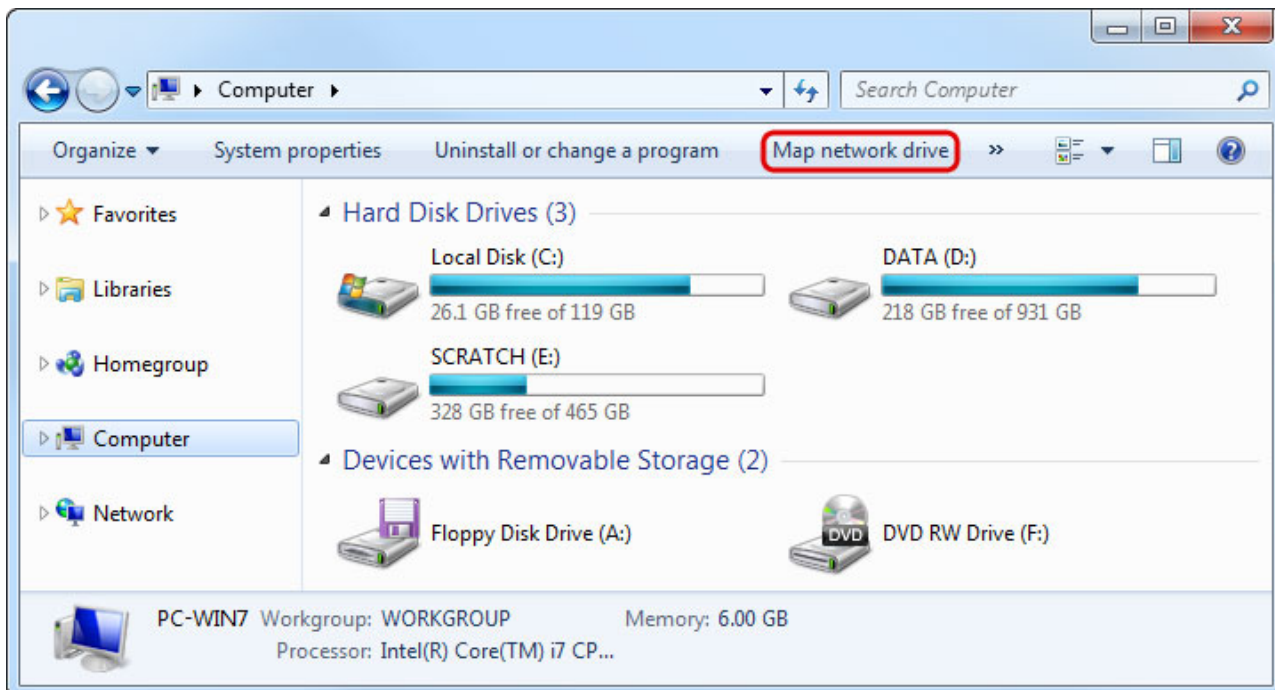 Computer
Search Computer
Organize System properties Uninstall or change a program Map network drive »
Favorites
Libraries
Homegroup
Computer
Network
Hard Disk Drives (3)
Local Disk (C:)
26.1 GB free of 119 GB
DATA (D:)
218 GB free of 931 GB
SCRATCH (E:)
328 GB free of 465 GB
Devices with Removable Storage (2)
Floppy Disk Drive (A:)
DVD
DVD RW Drive (F:)
PC-WIN7 Workgroup: WORKGROUP Memory: 6.00 GB
Processor: Intel(R) Core(TM) i7 CP...